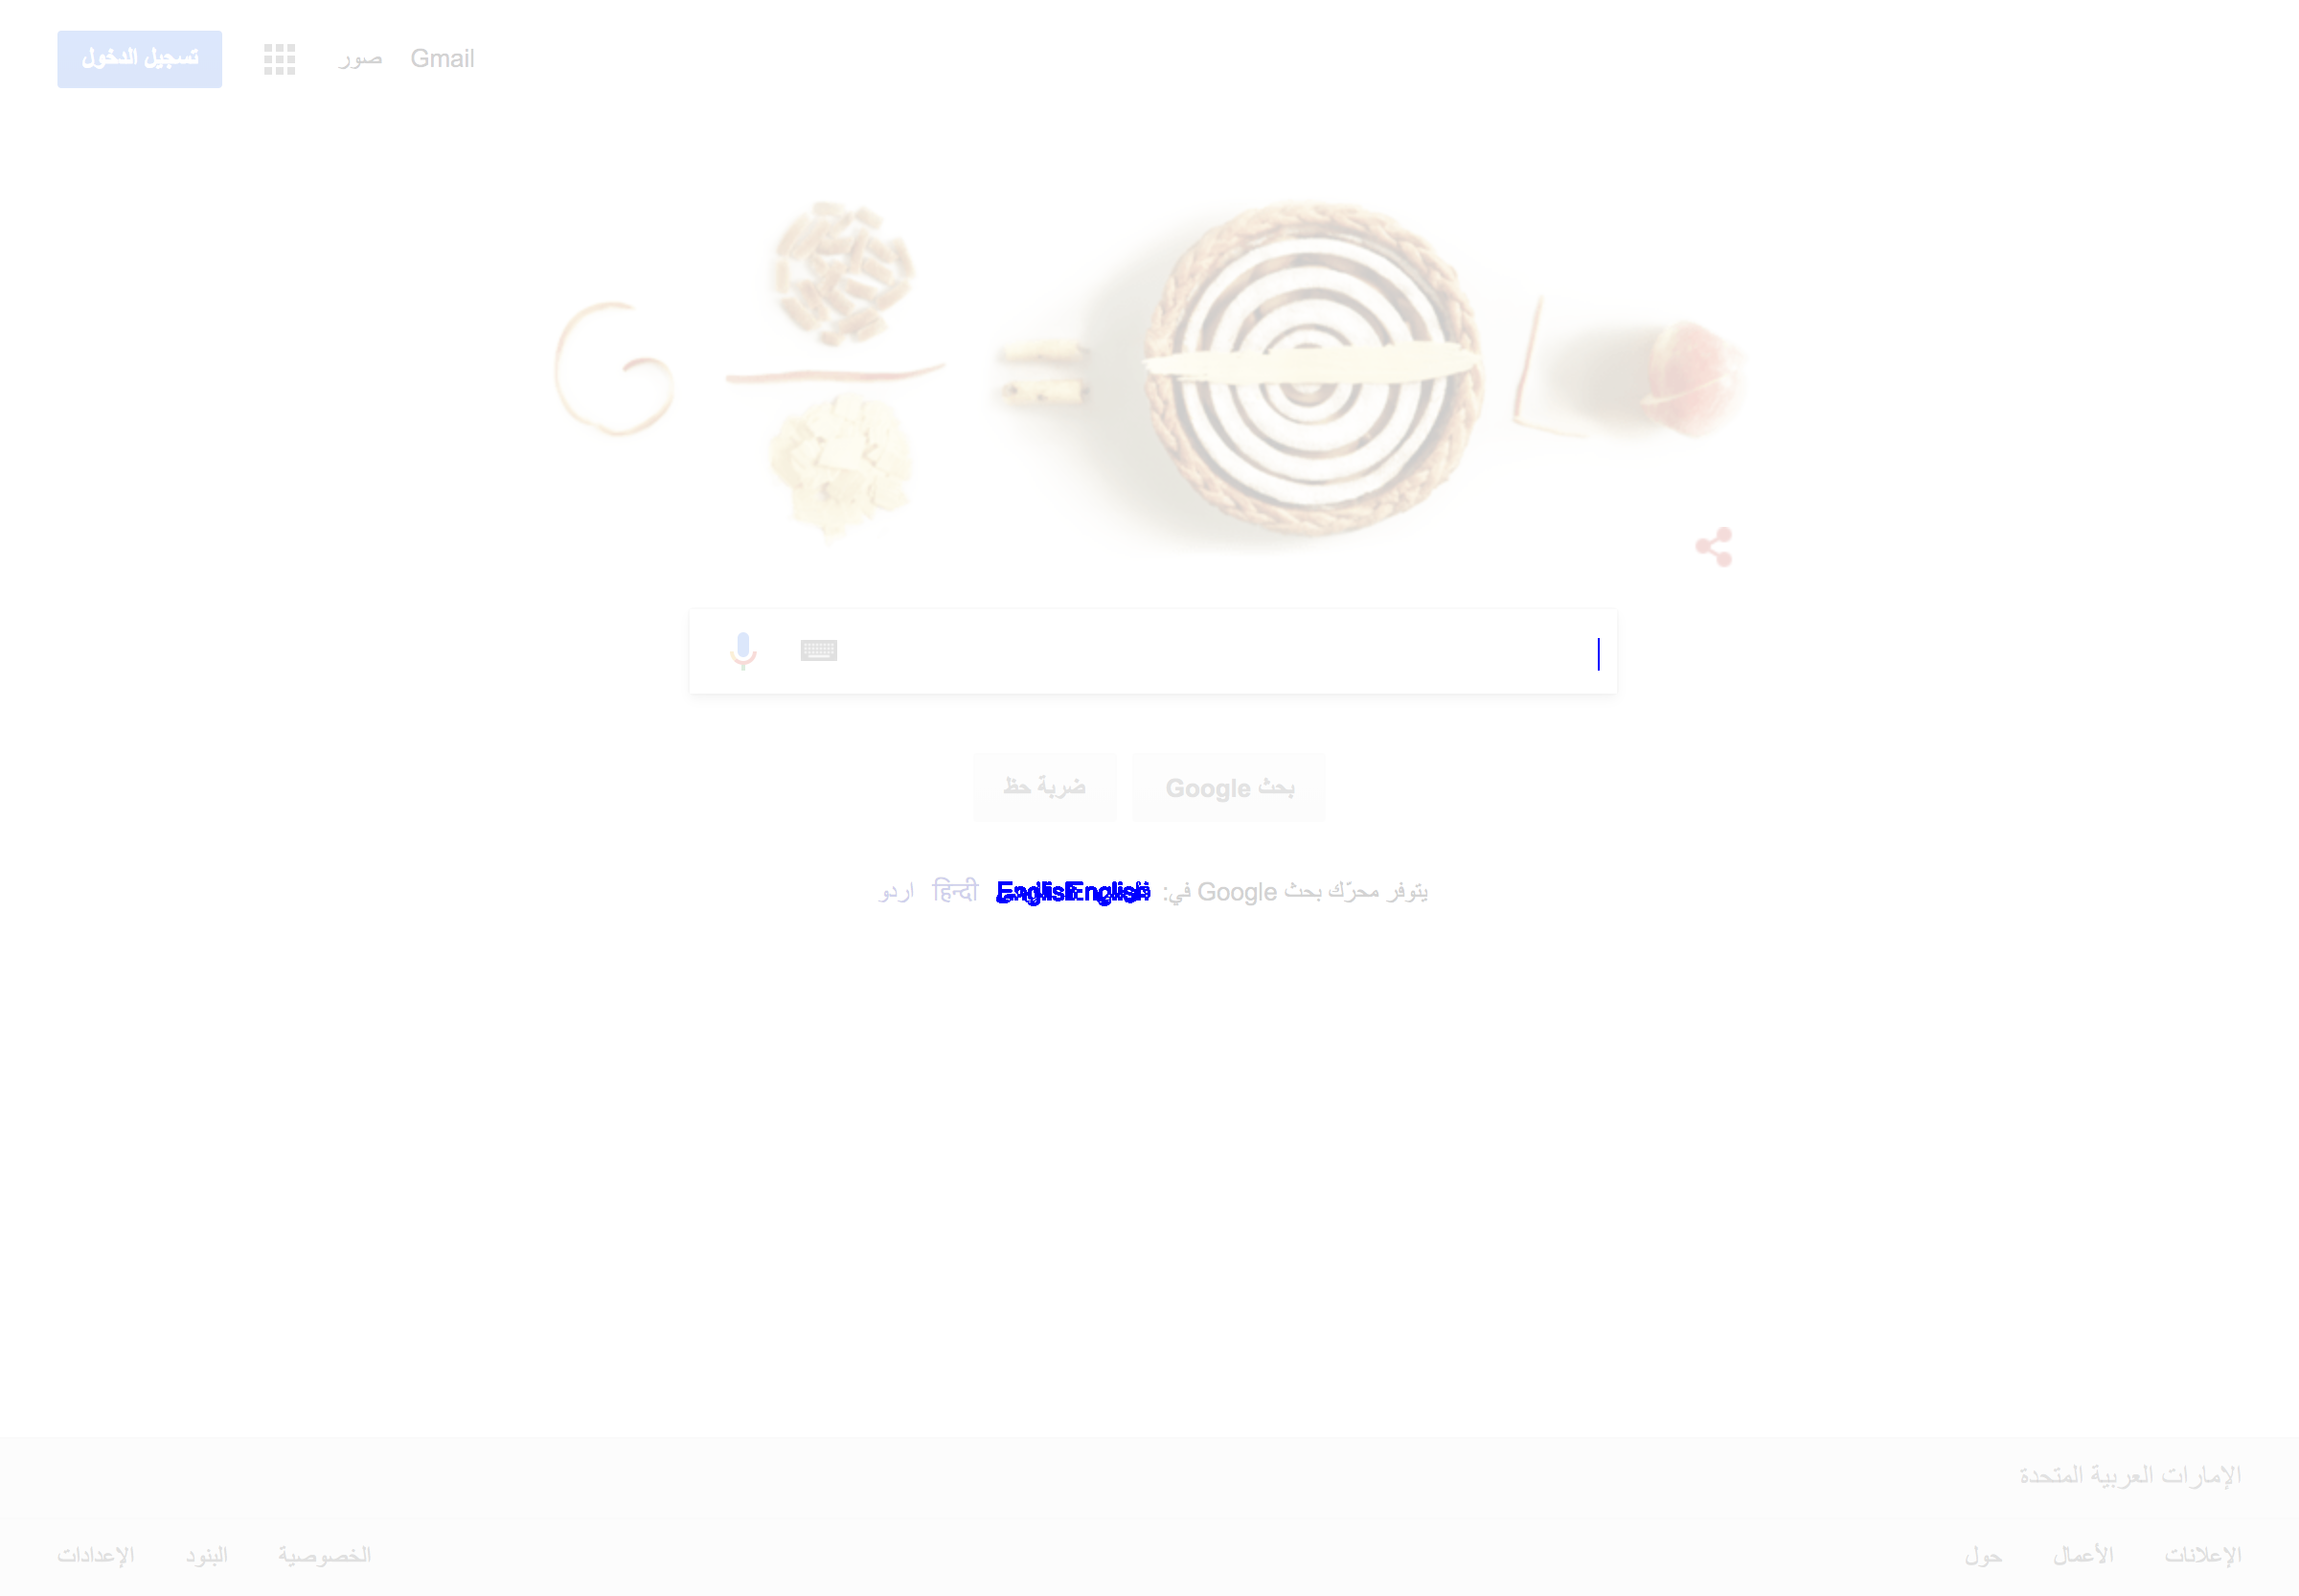 Gmail صور تسجيل الدخول
بحث Google ضربة حظ
يتوفر محرّك بحث Google في: English हिन्दी اردو
الإمارات العربية المتحدة
الإعلانات الأعمال حول الخصوصية البنود الإعدادات